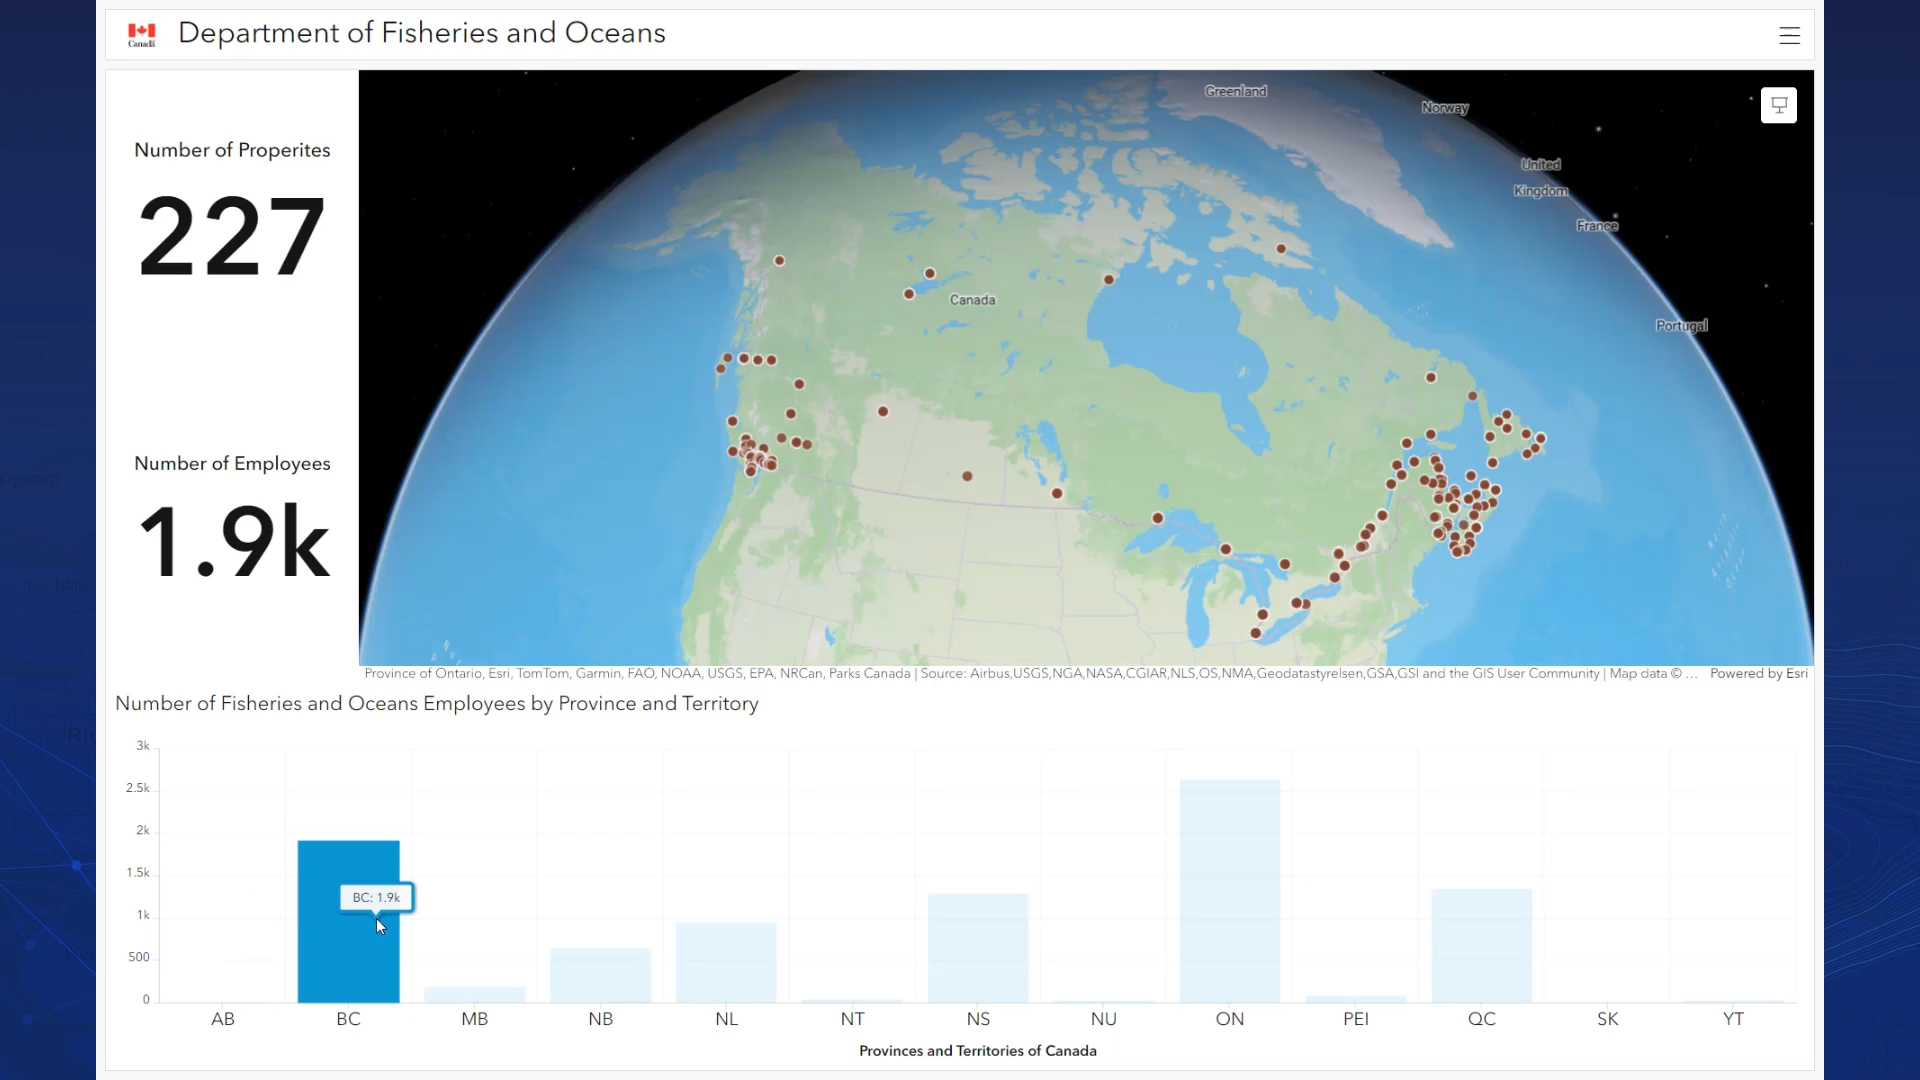 Canada
Department of Fisheries and Oceans
Number of Properites
227
Number of Employees
1.9k
Greenland
Norway
United
Kingdom
France
Portugal
Canada
Province of Ontario, Esri, TomTom, Garmin, FAO, NOAA, USGS, EPA, NRCan, Parks Canada | Source: Airbus,USGS,NGA,NASA,CGIAR,NLS,OS,NMA,Geodatastyrelsen,GSA,GSI and the GIS User Community | Map data © ... Powered by Esri
Number of Fisheries and Oceans Employees by Province and Territory
3k
2.5k
2k
1.5k
1k
500
0
BC: 1.9k
AB BC MB NB NL NT NS NU ON PEI QC SK YT
Provinces and Territories of Canada